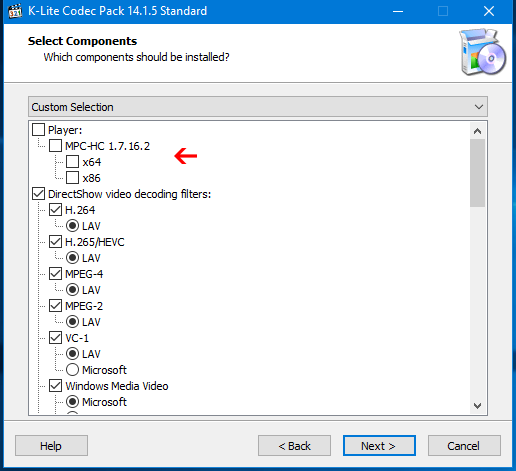 K-Lite Codec Pack 14.1.5 Standard
Select Components
Which components should be installed?
Custom Selection
Player:
MPC-HC 1.7.16.2
x64
x86
DirectShow video decoding filters:
H.264
LAV
H.265/HEVC
LAV
MPEG-4
LAV
MPEG-2
LAV
VC-1
LAV
Microsoft
Windows Media Video
Microsoft
Help
< Back
Next >
Cancel